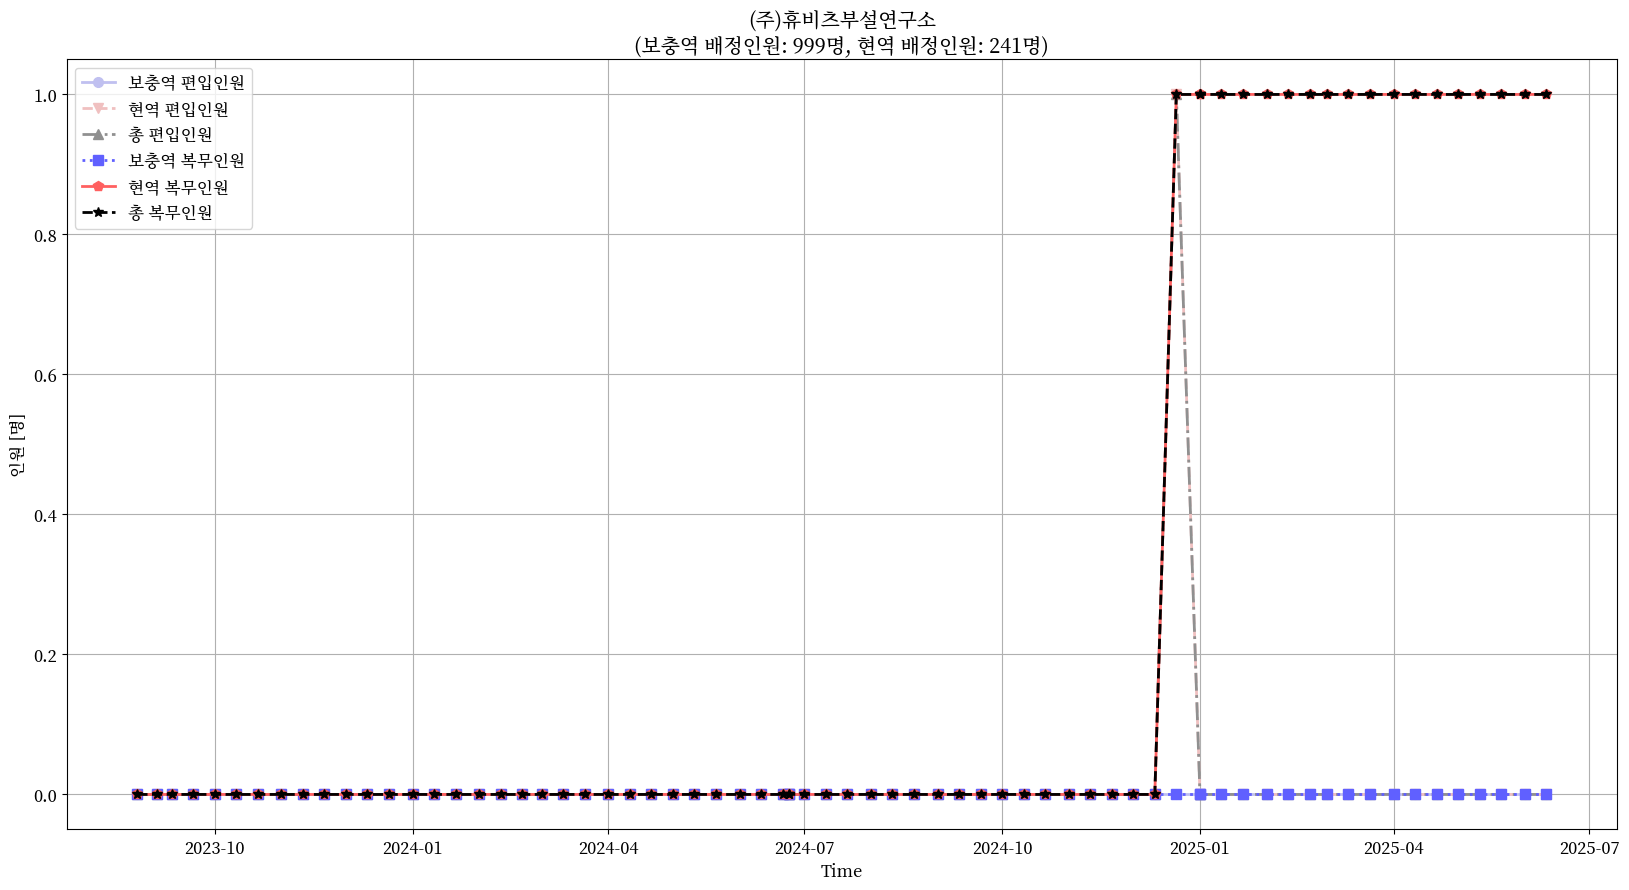 (주)휴비츠부설연구소
(보충역 배정인원: 999명, 현역 배정인원: 241명)
보충역 편입인원
현역 편입인원
총 편입인원
보충역 복무인원
현역 복무인원
총 복무인원
인원 [명]
1.0
0.8
0.6
0.4
0.2
0.0
2023-10
2024-01
2024-04
2024-07
2024-10
2025-01
2025-04
2025-07
Time